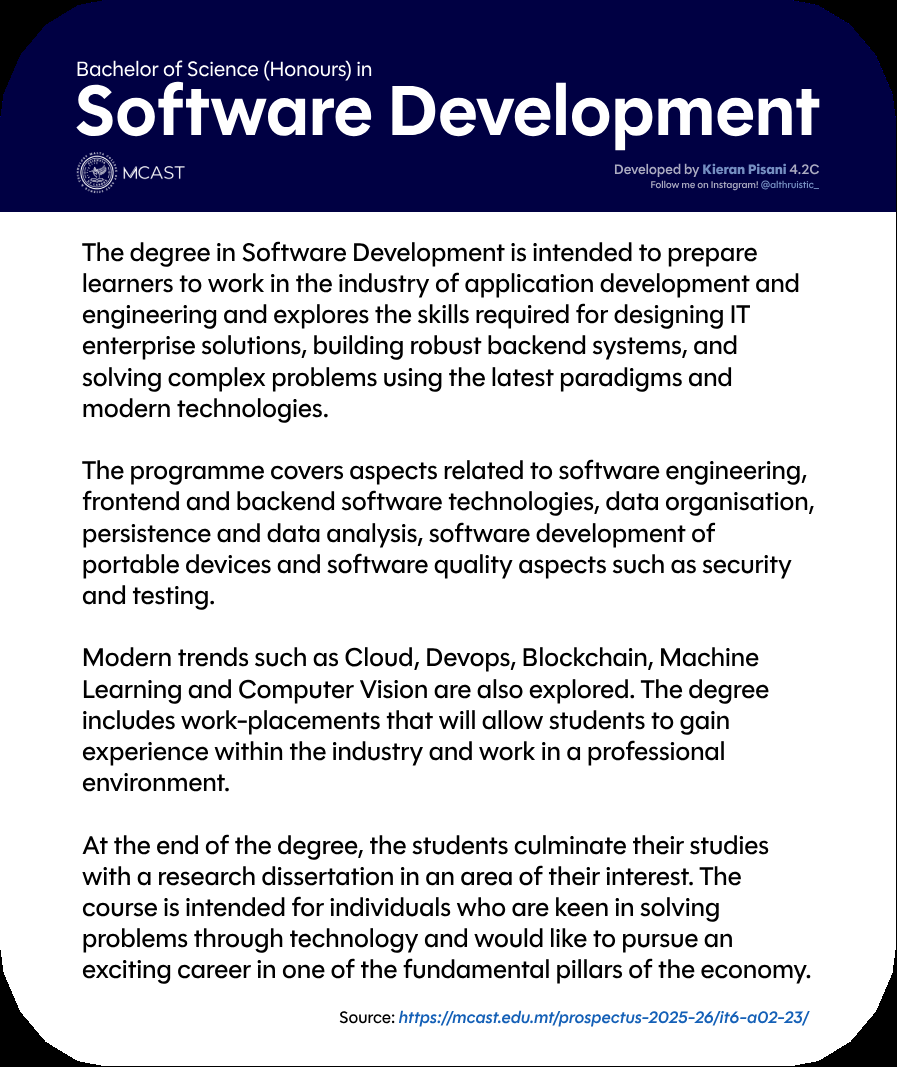 Bachelor of Science (Honours) in
Software Development
MCAST
Developed by Kieran Pisani 4.2C
Follow me on Instagram! @althruistic_
The degree in Software Development is intended to prepare
learners to work in the industry of application development and
engineering and explores the skills required for designing IT
enterprise solutions, building robust backend systems, and
solving complex problems using the latest paradigms and
modern technologies.
The programme covers aspects related to software engineering,
frontend and backend software technologies, data organisation,
persistence and data analysis, software development of
portable devices and software quality aspects such as security
and testing.
Modern trends such as Cloud, Devops, Blockchain, Machine
Learning and Computer Vision are also explored. The degree
includes work-placements that will allow students to gain
experience within the industry and work in a professional
environment.
At the end of the degree, the students culminate their studies
with a research dissertation in an area of their interest. The
course is intended for individuals who are keen in solving
problems through technology and would like to pursue an
exciting career in one of the fundamental pillars of the economy.
Source: https://mcast.edu.mt/prospectus-2025-26/it6-a02-23/